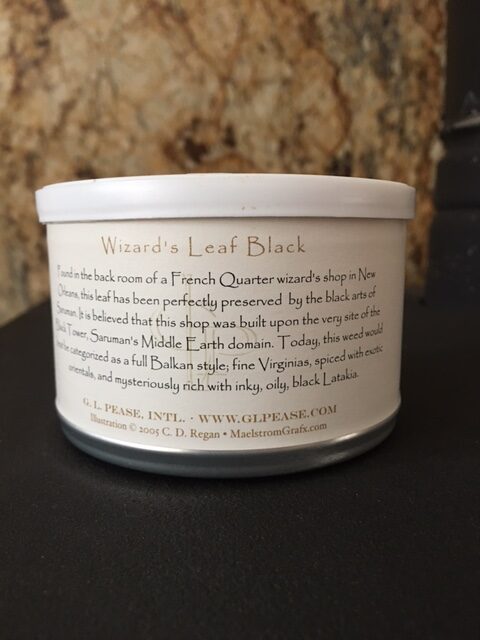 Wizard's Leaf Black
Found in the back room of a French Quarter wizard's shop in New
Orleans, this leaf has been perfectly preserved by the black arts of
Saruman. It is believed that this shop was built upon the very site of the
Black Tower, Saruman's Middle Earth domain. Today, this weed would
best be categorized as a full Balkan style; fine Virginias, spiced with exotic
orientals, and mysteriously rich with inky, oily, black Latakia.
G. L. PEASE, INTL. · WWW.GLPEASE.COM
Illustration © 2005 C. D. Regan • MaelstromGrafx.com